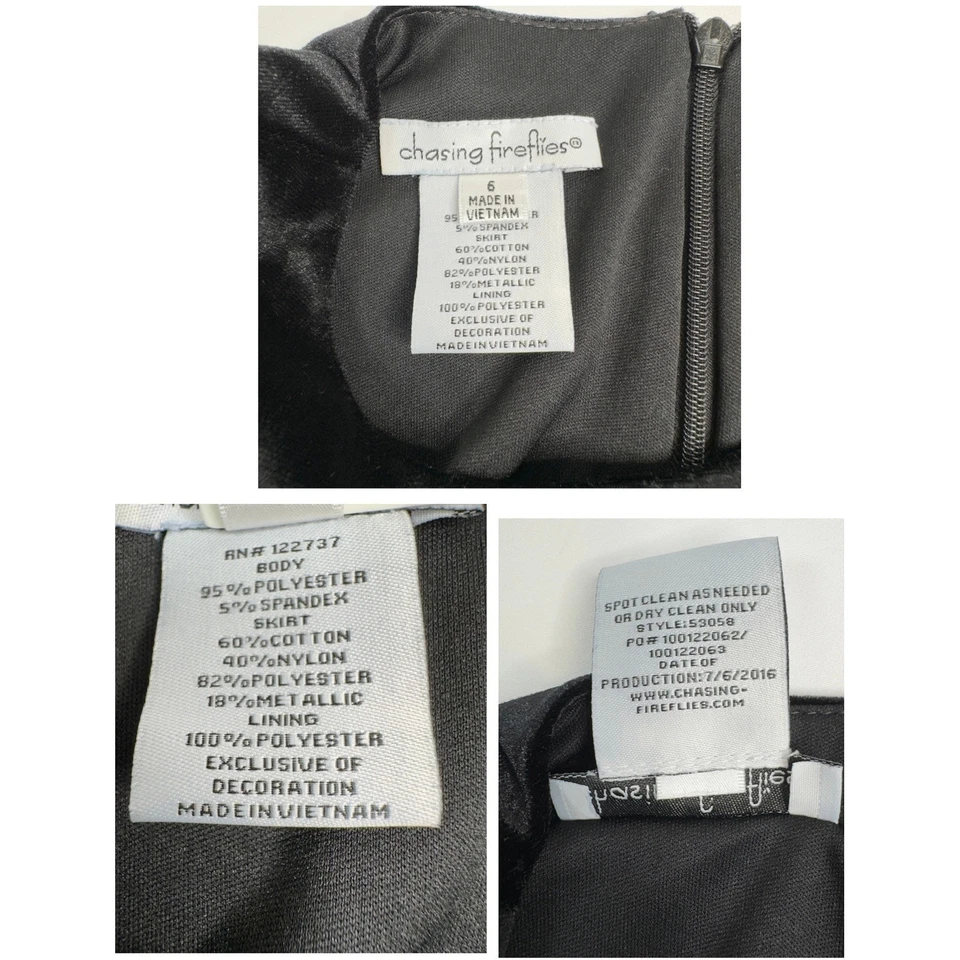 chasing fireflies®
6
MADE IN
VIETNAM
95 ER
5% SPANDEX
SKIRT
60%COTTON
40%NYLON
82%POLYESTER
18%METALLIC
LINING
100%POLYESTER
EXCLUSIVE OF
DECORATION
MADEINVIETNAM
RN# 122737
BODY
95%POLYESTER
5%SPANDEX
SKIRT
60%COTTON
40%NYLON
82%POLYESTER
18%METALLIC
LINING
100%POLYESTER
EXCLUSIVE OF
DECORATION
MADEINVIETNAM
SPOT CLEAN AS NEEDED
OR DRY CLEAN ONLY
STYLE:53058
PO# 100122062/
100122063
DATE OF
PRODUCTION:7/6/2016
WWW.CHASING-
FIREFLIES.COM